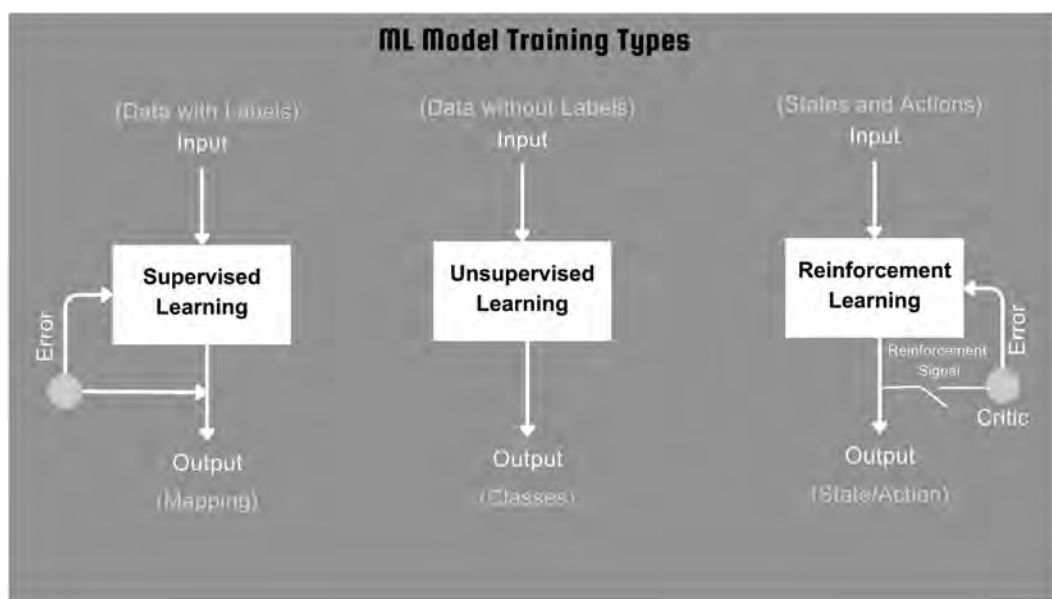 ML Model Training Types
(Data with Labels)
Input
Supervised
Learning
Error
Output
(Mapping)
(Data without Labels)
Input
Unsupervised
Learning
Output
(Classes)
(States and Actions)
Input
Reinforcement
Learning
Error
Reinforcement
Signal
Critic
Output
(State/Action)